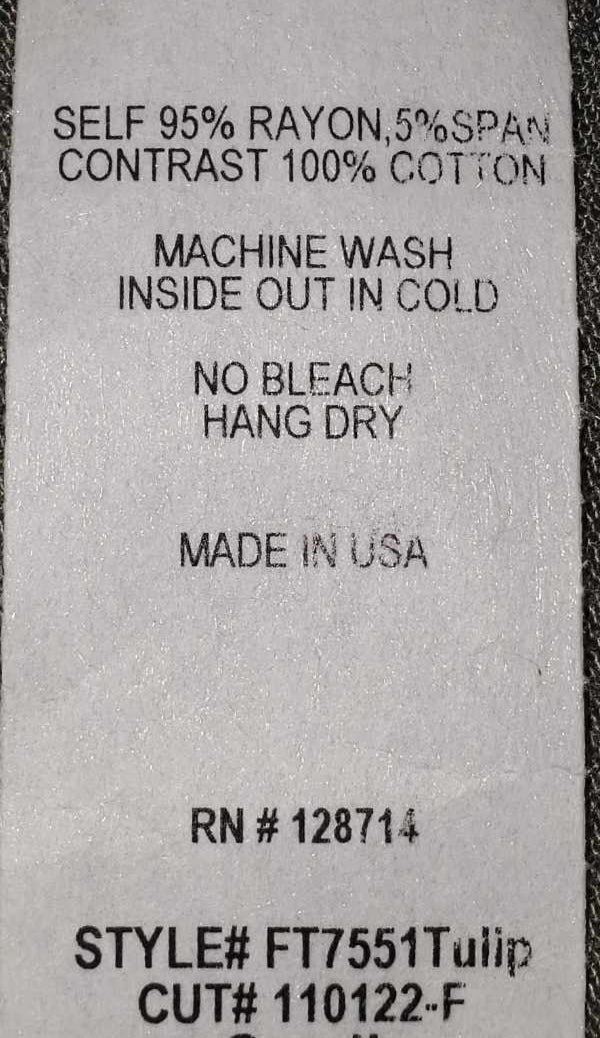 SELF 95% RAYON,5%SPAN
CONTRAST 100% COTTON
MACHINE WASH
INSIDE OUT IN COLD
NO BLEACH
HANG DRY
MADE IN USA
RN # 128714
STYLE# FT7551Tulip
CUT# 110122-F